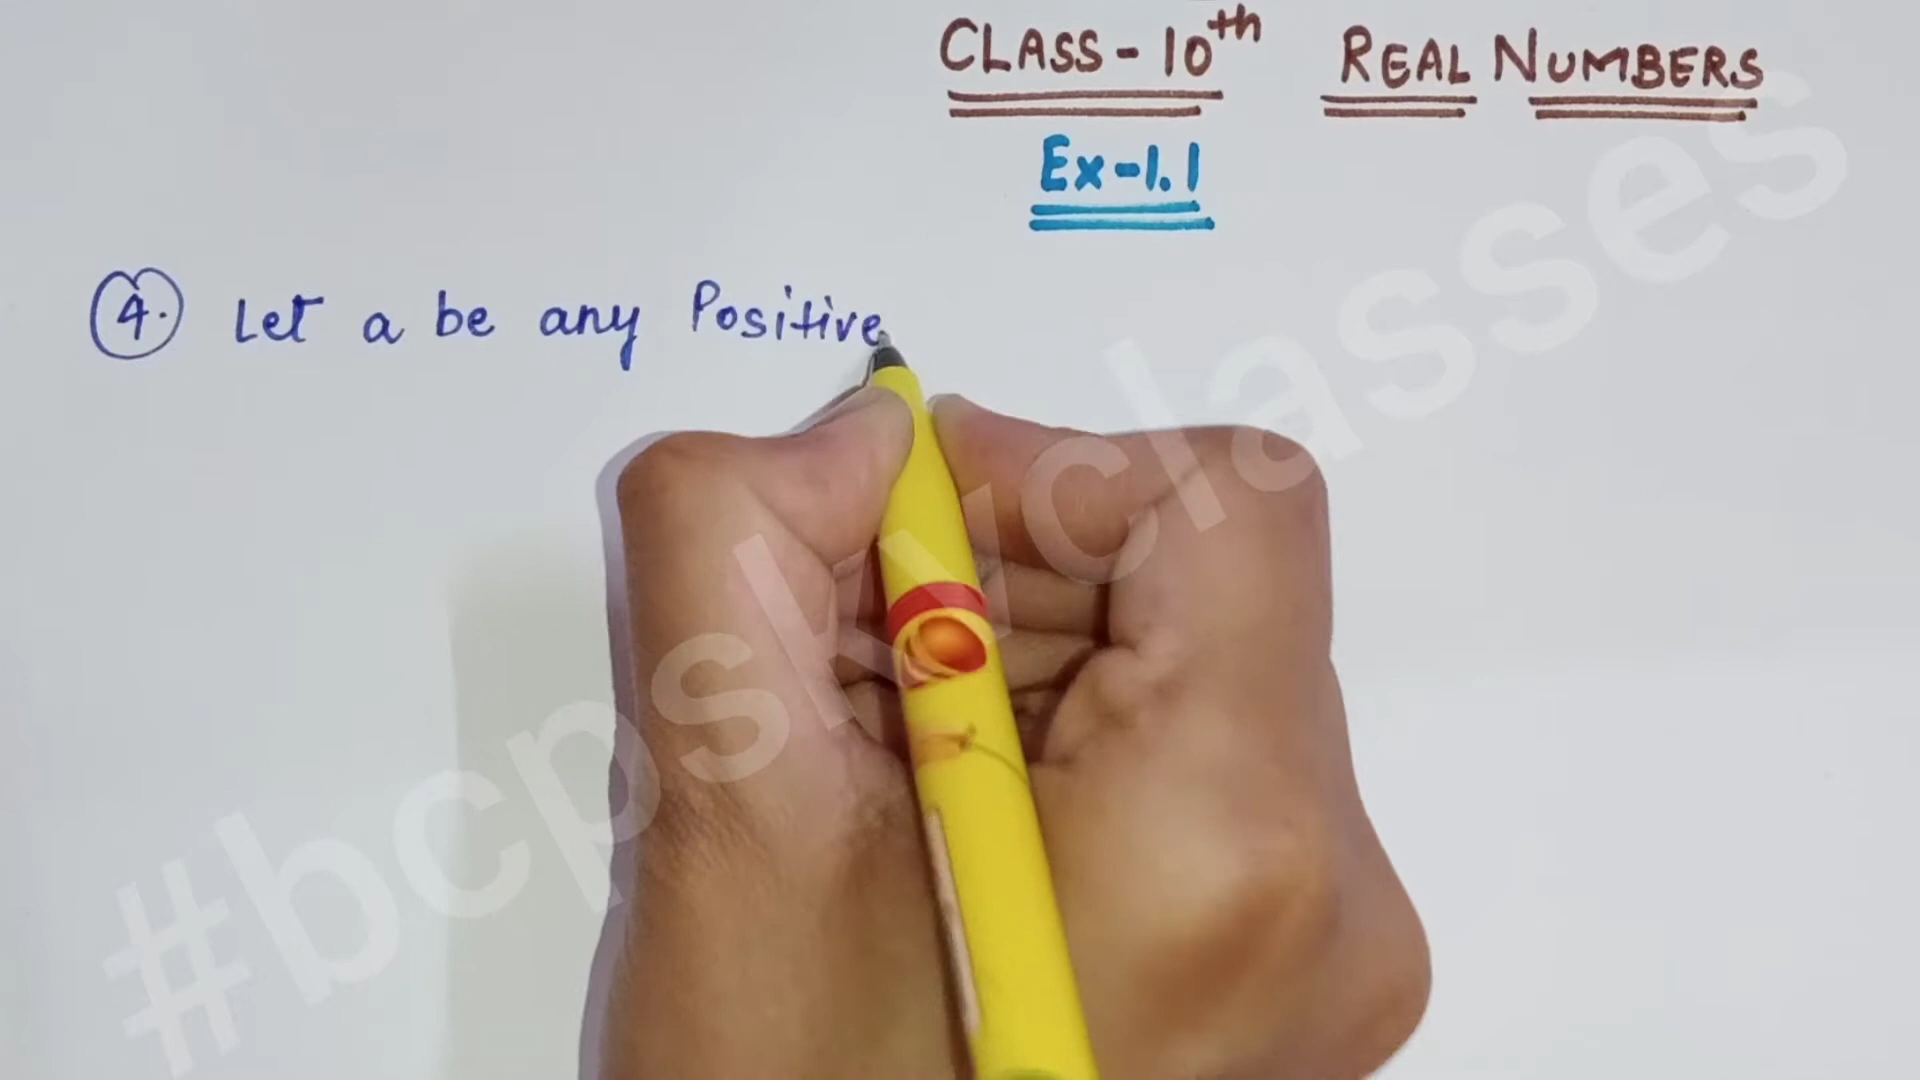 CLASS-10th REAL NUMBERS
Ex-1.1
4. Let a be any Positive
#bcpskvclasses